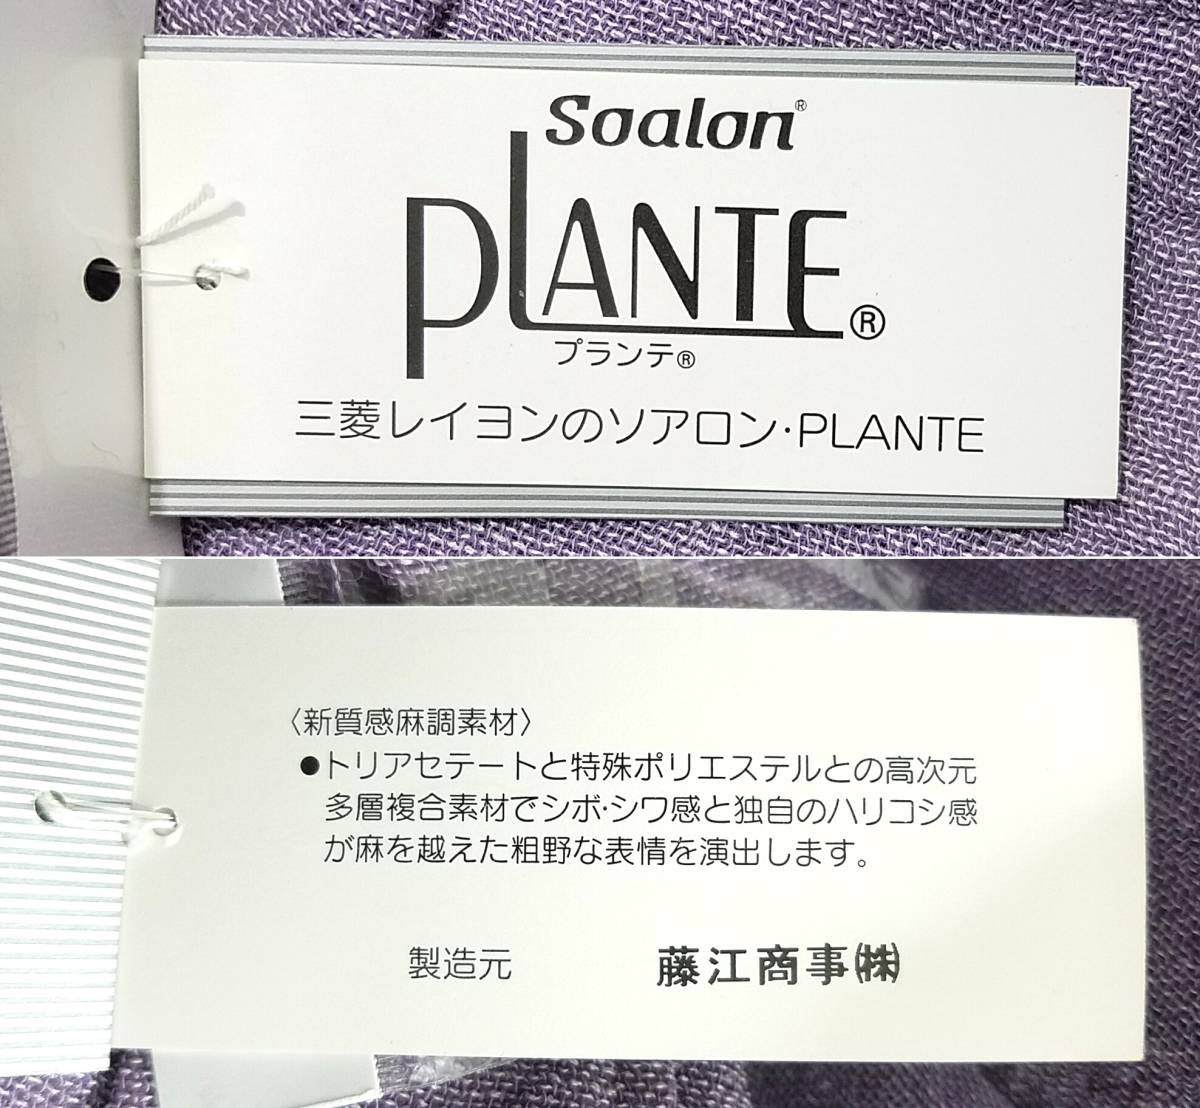 Soalon®
PLANTE®
プランテ®
三菱レイヨンのソアロン・PLANTE
〈新質感麻調素材〉
●トリアセテートと特殊ポリエステルとの高次元
多層複合素材でシボ・シワ感と独自のハリコシ感
が麻を越えた粗野な表情を演出します。
製造元 藤江商事㈱